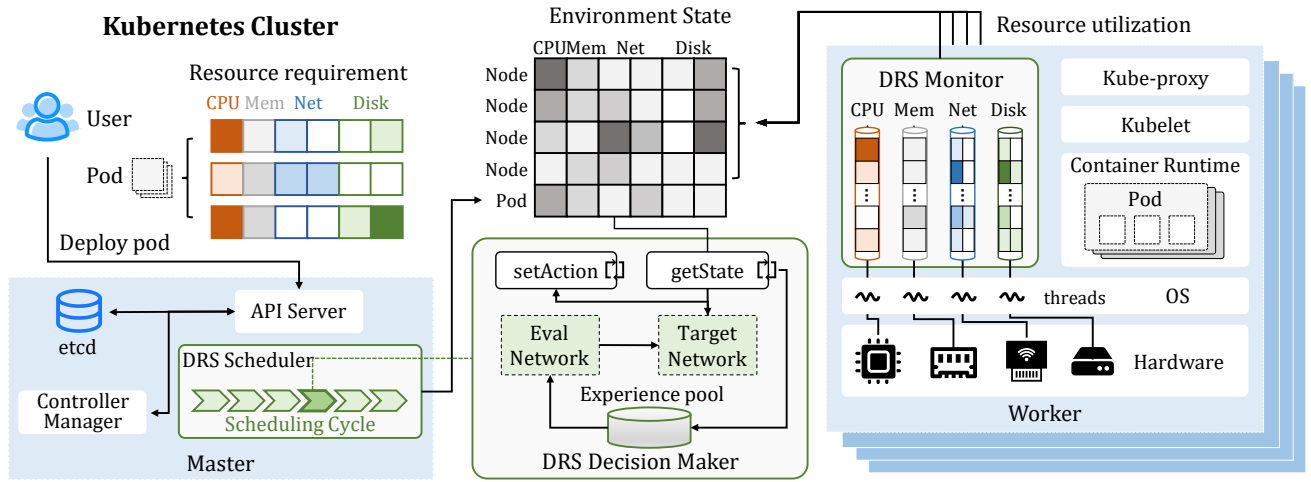 Kubernetes Cluster
Resource requirement
CPU Mem Net Disk
User
Pod
Deploy pod
API Server
etcd
DRS Scheduler
Scheduling Cycle
Controller
Manager
Master
Environment State
CPU Mem Net Disk
Node
Node
Node
Node
Pod
setAction
getState
Eval
Network
Target
Network
Experience pool
DRS Decision Maker
Resource utilization
DRS Monitor
CPU Mem Net Disk
Kube-proxy
Kubelet
Container Runtime
Pod
threads
OS
Hardware
Worker